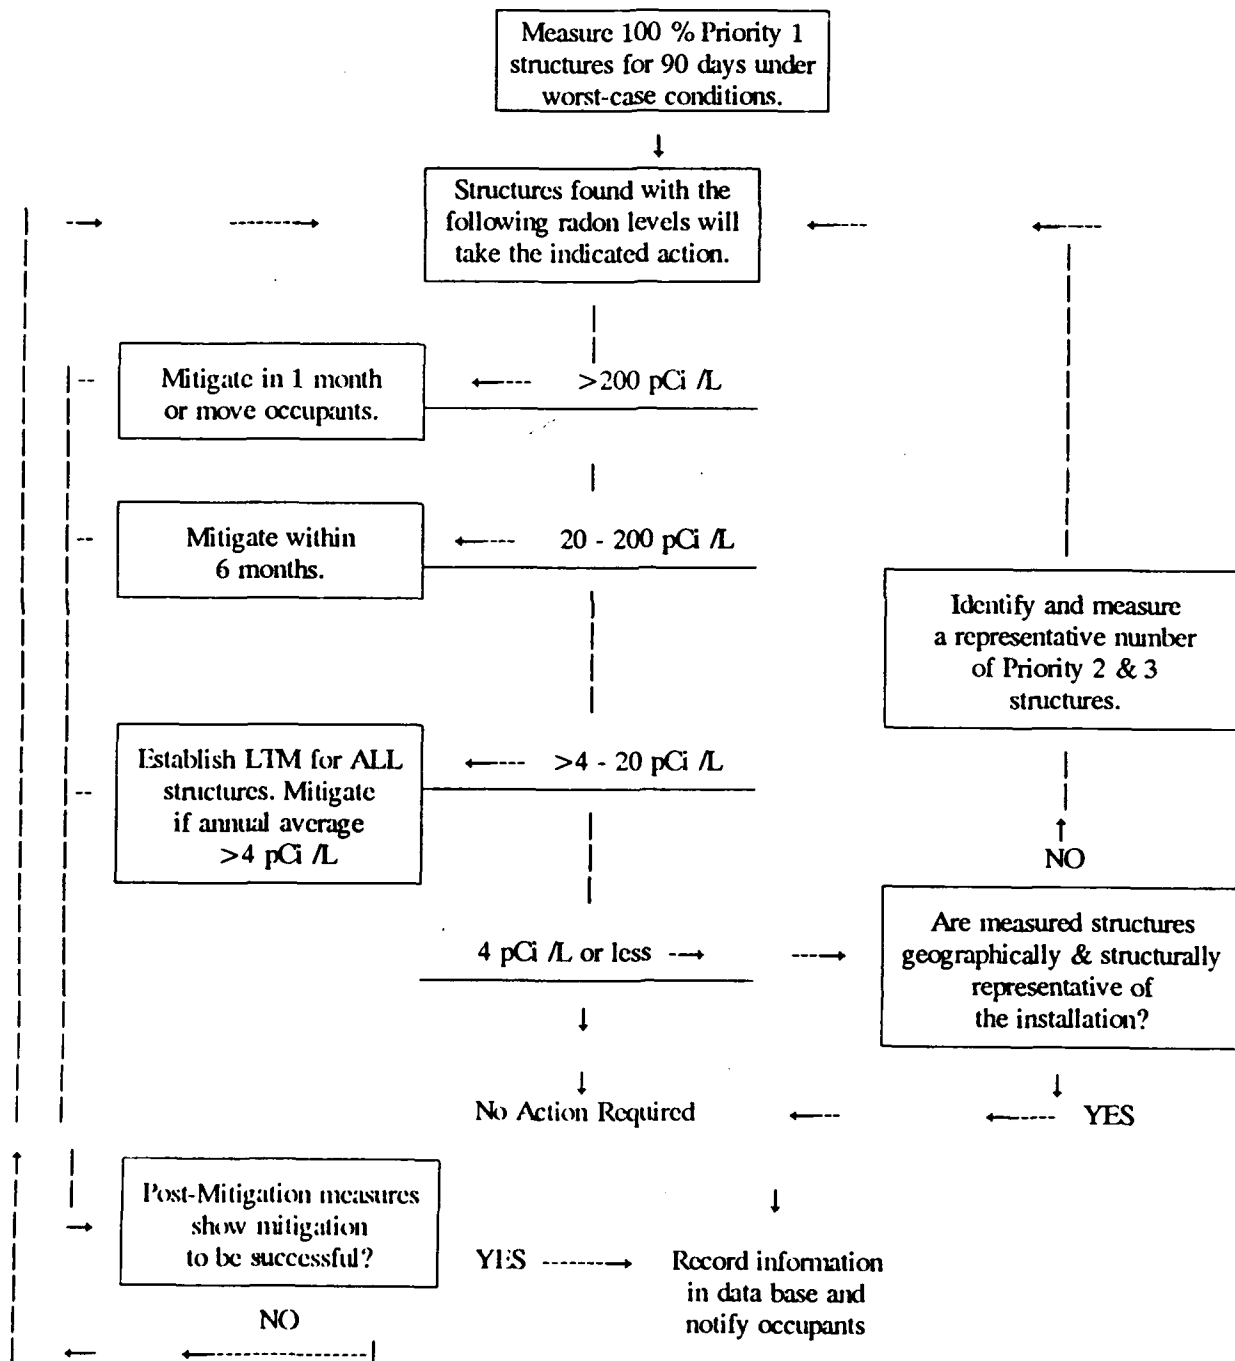 Measure 100 % Priority 1
structures for 90 days under
worst-case conditions.
Structures found with the
following radon levels will
take the indicated action.
Mitigate in 1 month
or move occupants.
>200 pCi /L
Mitigate within
6 months.
20 - 200 pCi /L
Identify and measure
a representative number
of Priority 2 & 3
structures.
Establish LTM for ALL
structures. Mitigate
if annual average
>4 pCi /L
>4 - 20 pCi /L
NO
Are measured structures
geographically & structurally
representative of
the installation?
4 pCi /L or less
No Action Required
YES
Post-Mitigation measures
show mitigation
to be successful?
YES
Record information
in data base and
notify occupants
NO